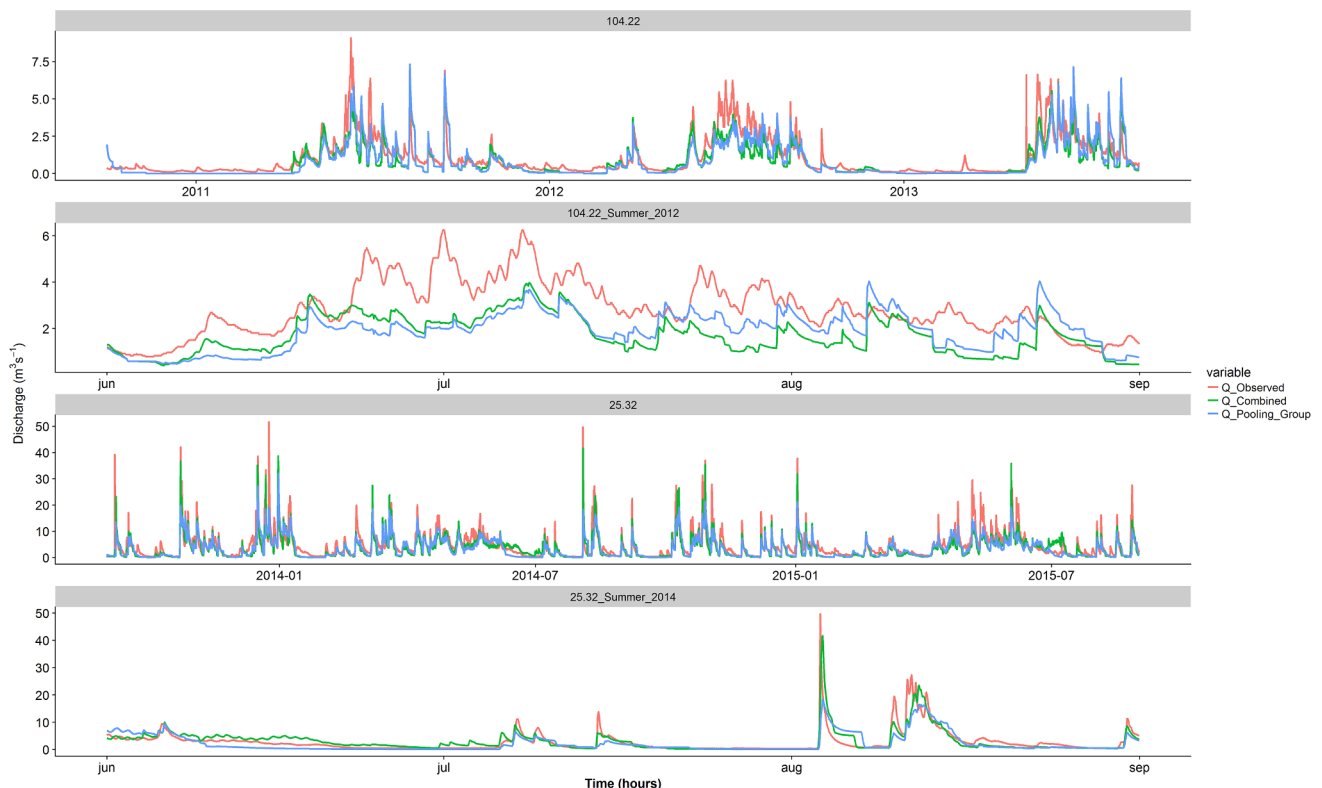 104.22
7.5
5.0
2.5
0.0
2011 2012 2013
104.22_Summer_2012
6
4
2
jun jul aug sep
Discharge (m³s⁻¹)
variable
Q_Observed
Q_Combined
Q_Pooling_Group
25.32
50
40
30
20
10
0
2014-01 2014-07 2015-01 2015-07
25.32_Summer_2014
50
40
30
20
10
0
jun jul aug sep
Time (hours)